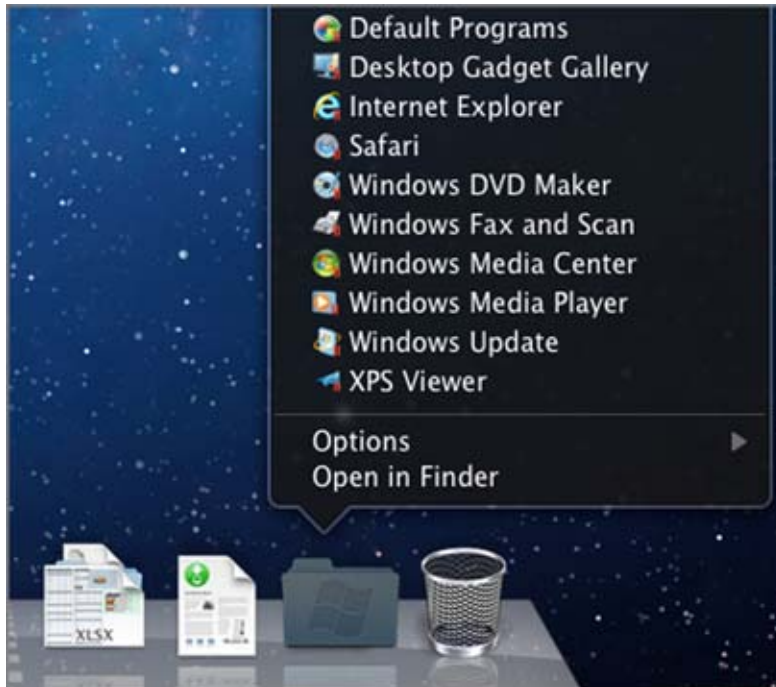 Default Programs
Desktop Gadget Gallery
Internet Explorer
Safari
Windows DVD Maker
Windows Fax and Scan
Windows Media Center
Windows Media Player
Windows Update
XPS Viewer
Options
Open in Finder
XLSX